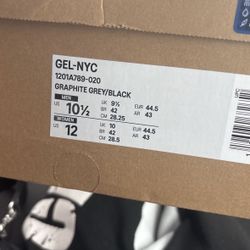 GEL-NYC
1201A789-020
GRAPHITE GREY/BLACK
MEN
US 10½ UK 9½ EUR 44.5
BR 42 AR 43
CM 28.25
WOMEN
US 12 UK 10 EUR 44.5
BR 42 AR 43
CM 28.5